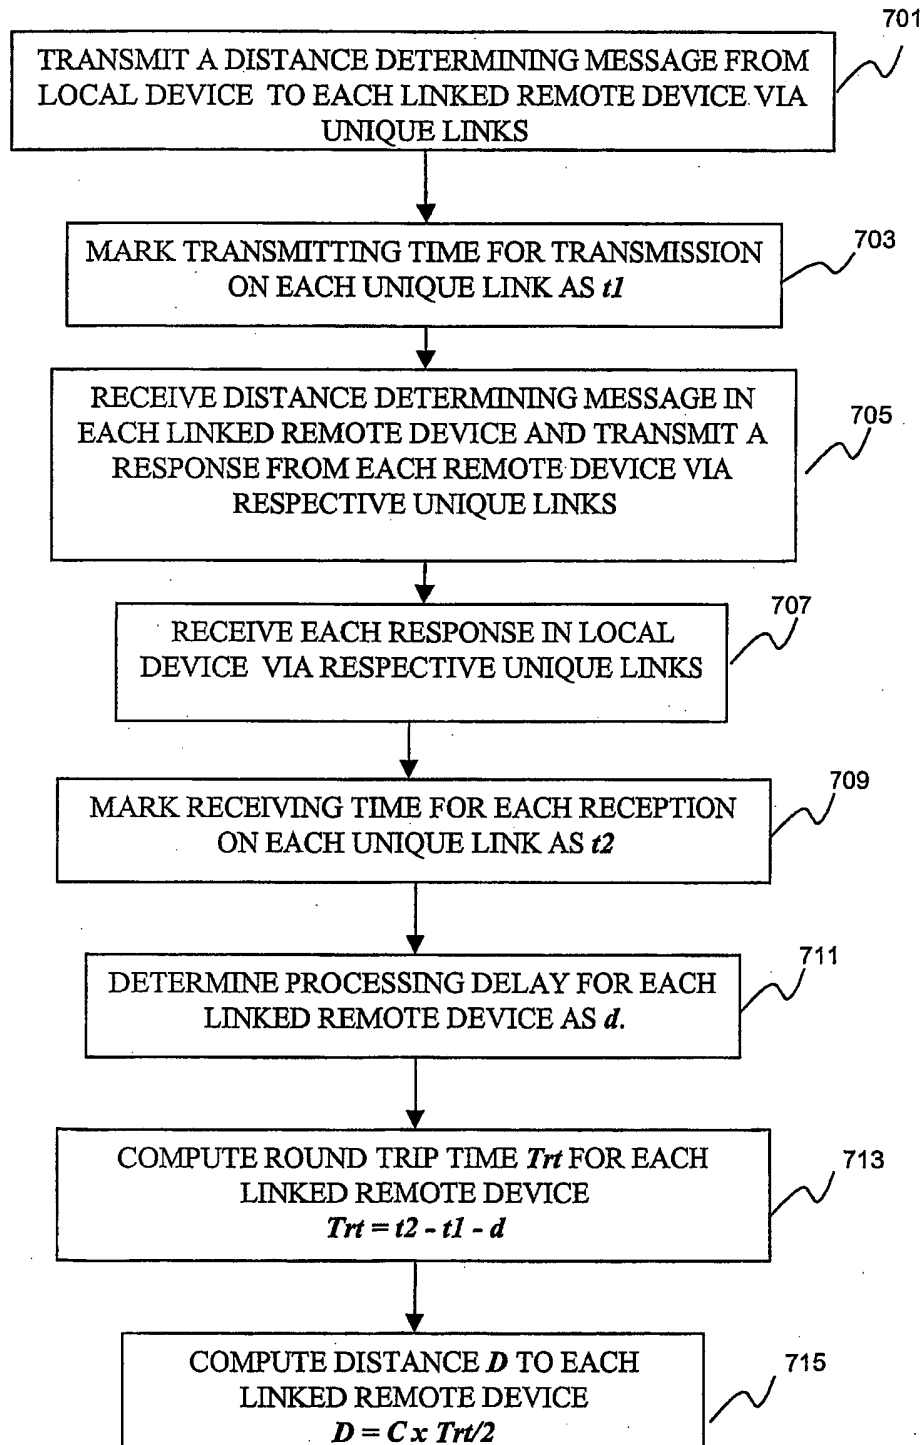 701
TRANSMIT A DISTANCE DETERMINING MESSAGE FROM
LOCAL DEVICE TO EACH LINKED REMOTE DEVICE VIA
UNIQUE LINKS
703
MARK TRANSMITTING TIME FOR TRANSMISSION
ON EACH UNIQUE LINK AS t1
705
RECEIVE DISTANCE DETERMINING MESSAGE IN
EACH LINKED REMOTE DEVICE AND TRANSMIT A
RESPONSE FROM EACH REMOTE DEVICE VIA
RESPECTIVE UNIQUE LINKS
707
RECEIVE EACH RESPONSE IN LOCAL
DEVICE VIA RESPECTIVE UNIQUE LINKS
709
MARK RECEIVING TIME FOR EACH RECEPTION
ON EACH UNIQUE LINK AS t2
711
DETERMINE PROCESSING DELAY FOR EACH
LINKED REMOTE DEVICE AS d.
713
COMPUTE ROUND TRIP TIME Trt FOR EACH
LINKED REMOTE DEVICE
Trt = t2 - t1 - d
715
COMPUTE DISTANCE D TO EACH
LINKED REMOTE DEVICE
D = C x Trt/2